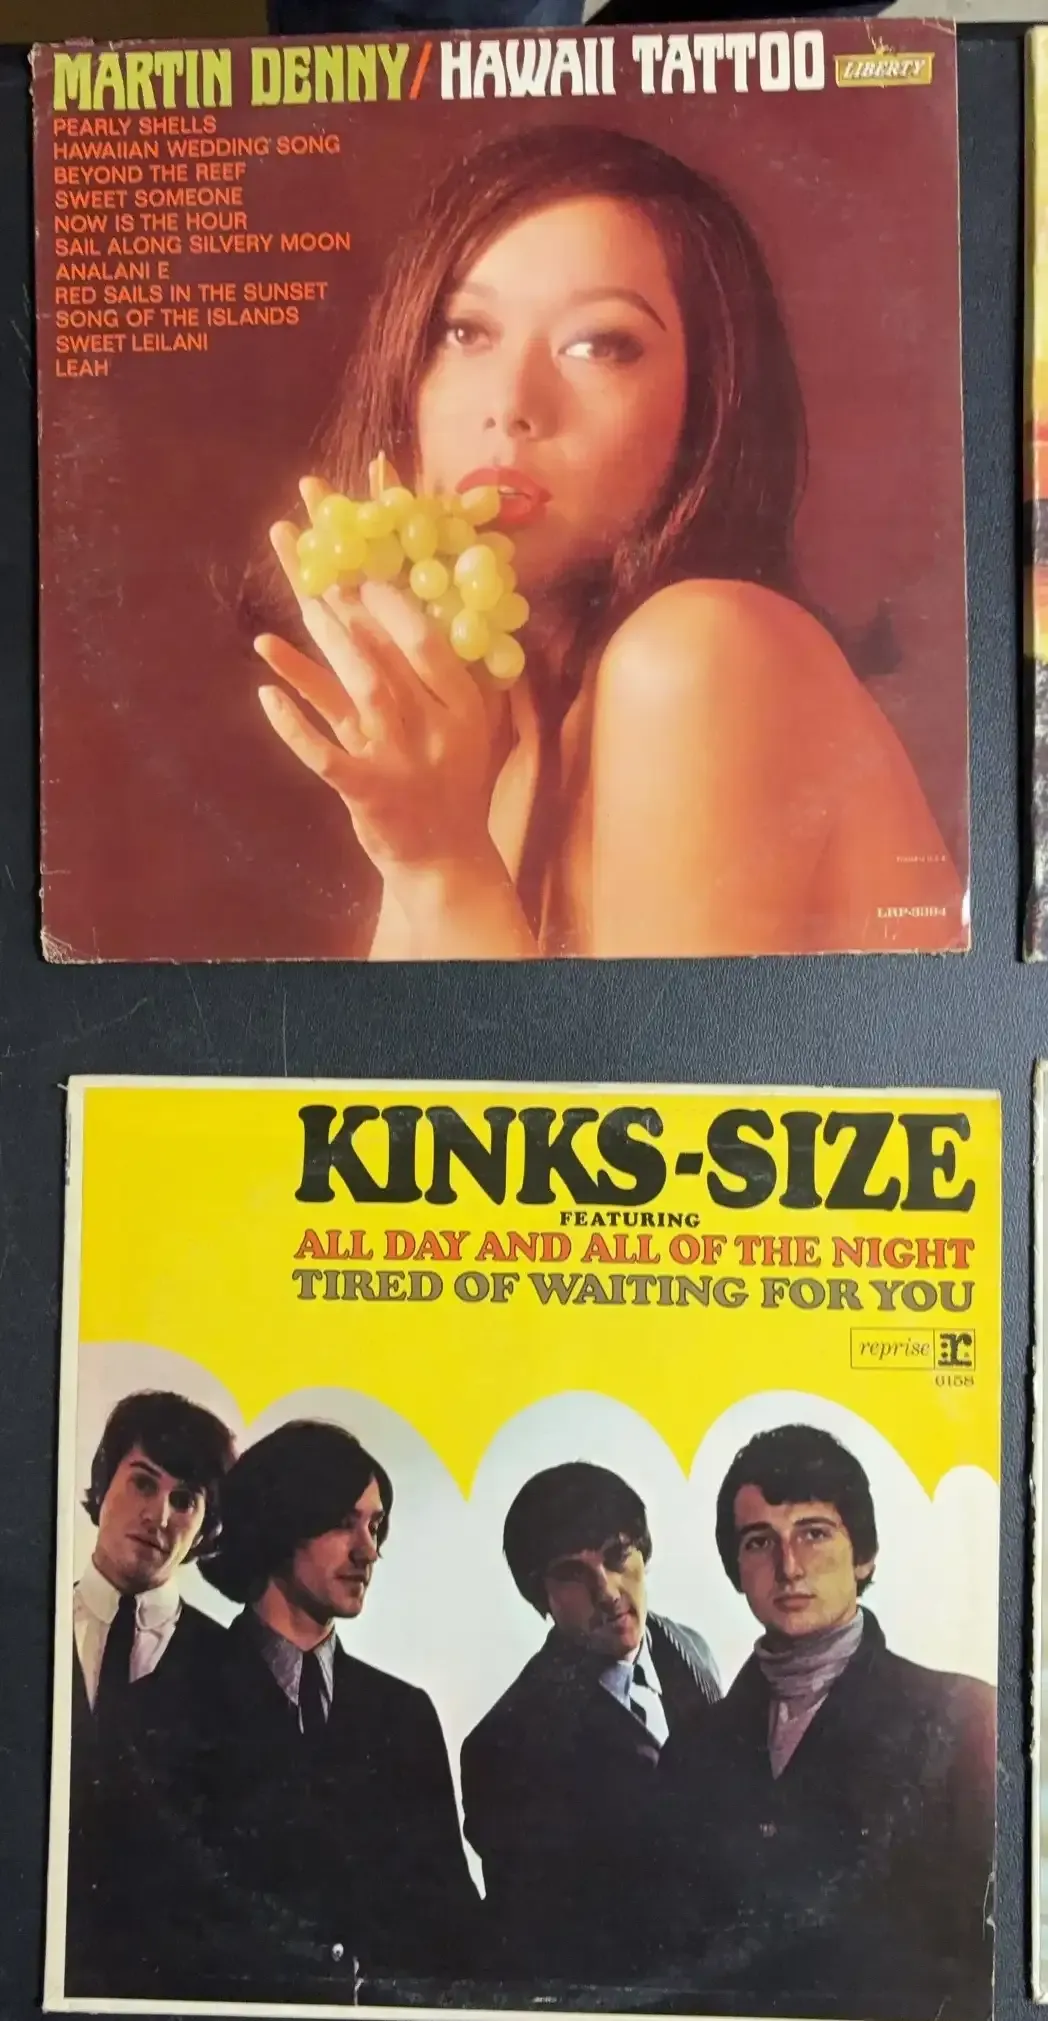 MARTIN DENNY/HAWAII TATTOO
LIBERTY
PEARLY SHELLS
HAWAIIAN WEDDING SONG
BEYOND THE REEF
SWEET SOMEONE
NOW IS THE HOUR
SAIL ALONG SILVERY MOON
ANALANI E
RED SAILS IN THE SUNSET
SONG OF THE ISLANDS
SWEET LEILANI
LEAH
LRP-3394
KINKS-SIZE
FEATURING
ALL DAY AND ALL OF THE NIGHT
TIRED OF WAITING FOR YOU
reprise r:
6158